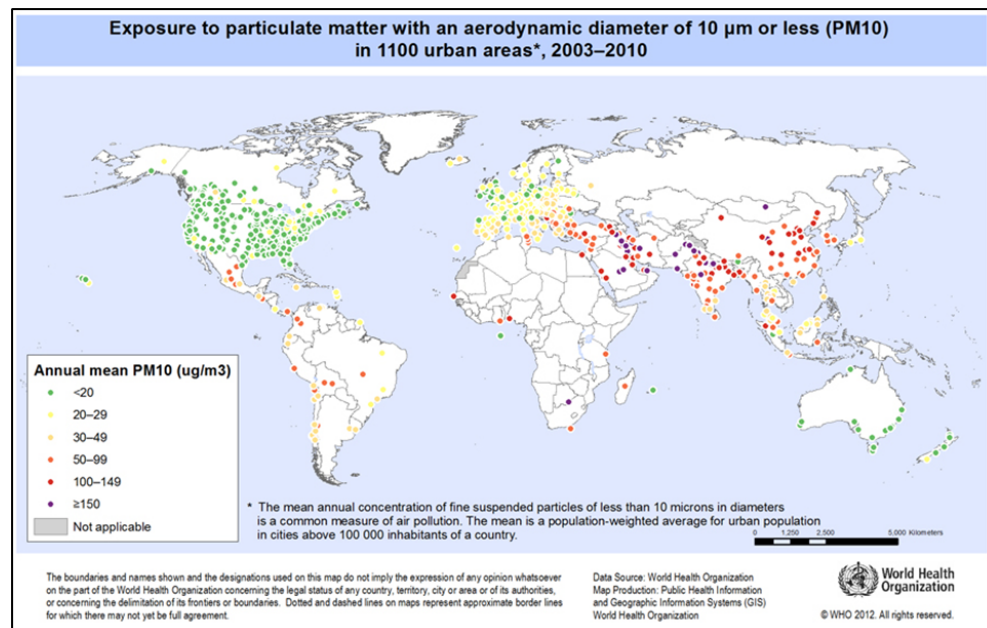 Exposure to particulate matter with an aerodynamic diameter of 10 µm or less (PM10)
in 1100 urban areas*, 2003–2010
Annual mean PM10 (ug/m3)
<20
20–29
30–49
50–99
100–149
≥150
Not applicable
* The mean annual concentration of fine suspended particles of less than 10 microns in diameters
is a common measure of air pollution. The mean is a population-weighted average for urban population
in cities above 100 000 inhabitants of a country.
0 1,250 2,500 5,000 Kilometers
The boundaries and names shown and the designations used on this map do not imply the expression of any opinion whatsoever
on the part of the World Health Organization concerning the legal status of any country, territory, city or area or of its authorities,
or concerning the delimitation of its frontiers or boundaries. Dotted and dashed lines on maps represent approximate border lines
for which there may not yet be full agreement.
Data Source: World Health Organization
Map Production: Public Health Information
and Geographic Information Systems (GIS)
World Health Organization
World Health
Organization
© WHO 2012. All rights reserved.